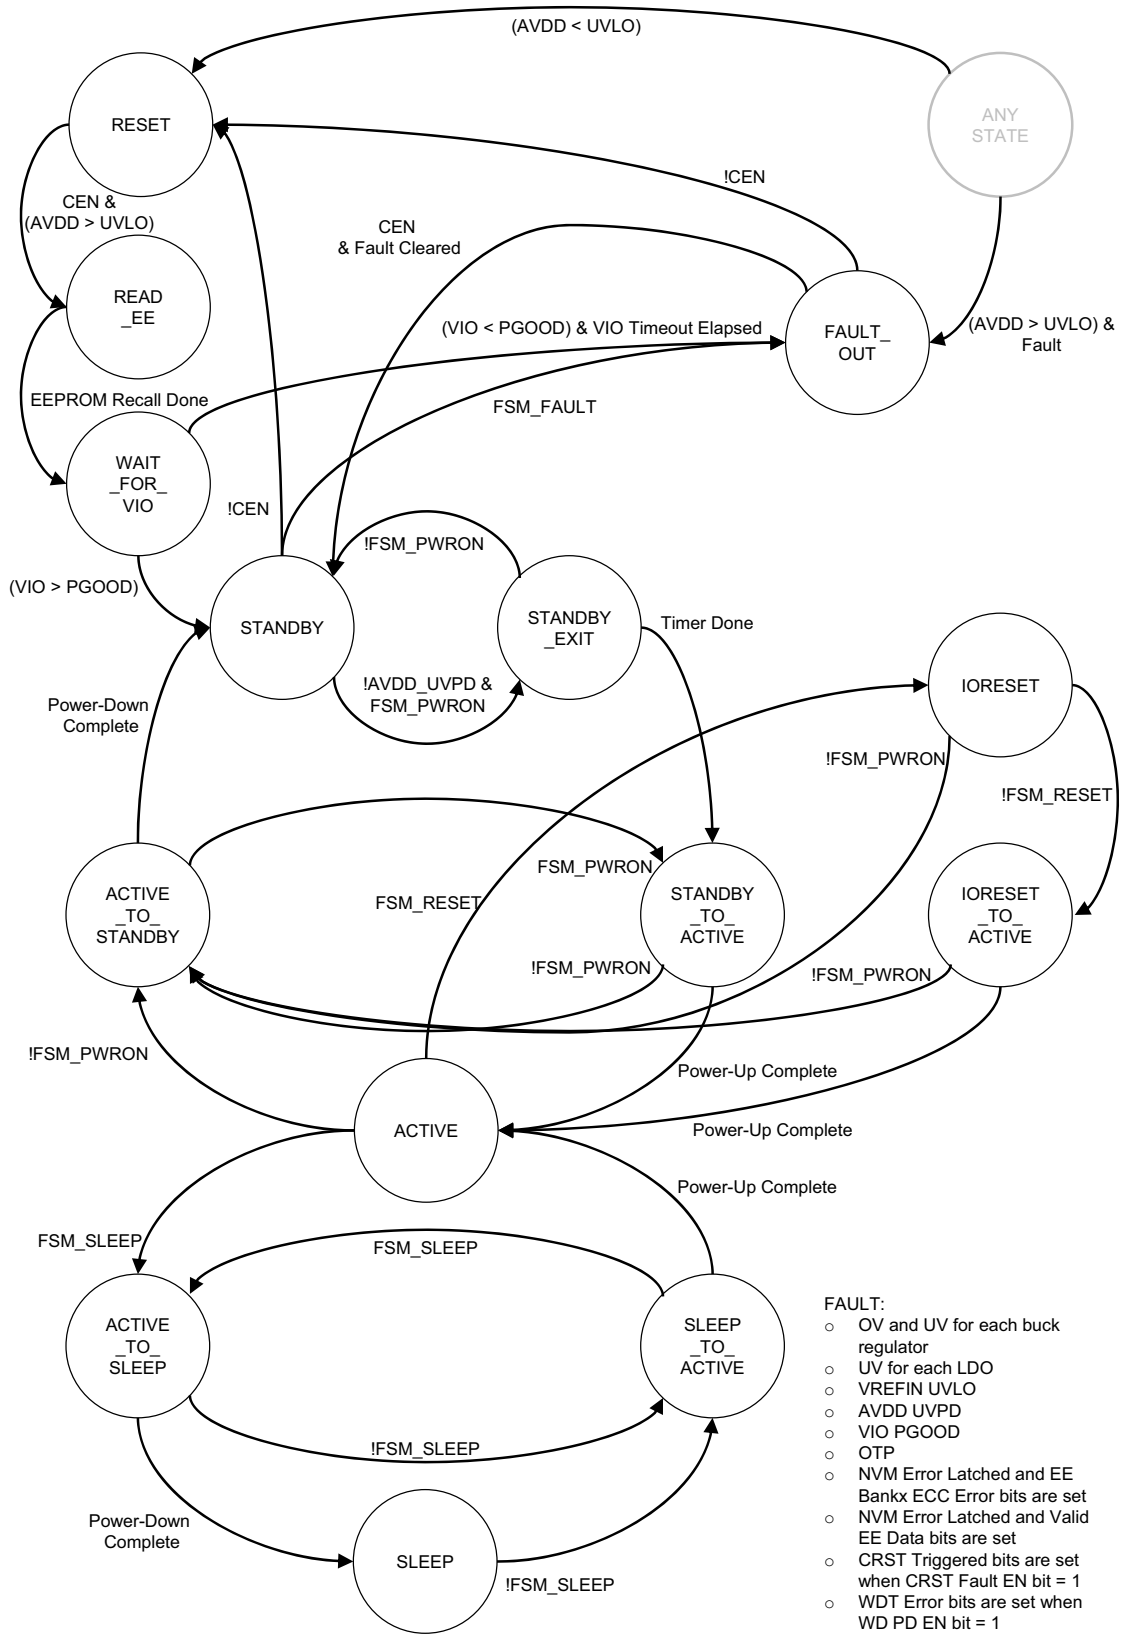 (AVDD < UVLO)
RESET
ANY
STATE
!CEN
CEN &
(AVDD > UVLO)
CEN
& Fault Cleared
READ
_EE
(VIO < PGOOD) & VIO Timeout Elapsed
FAULT_
OUT
(AVDD > UVLO) &
Fault
EEPROM Recall Done
FSM_FAULT
WAIT
_FOR_
VIO
!CEN
!FSM_PWRON
(VIO > PGOOD)
STANDBY
STANDBY
_EXIT
Timer Done
!AVDD_UVPD &
FSM_PWRON
IORESET
Power-Down
Complete
!FSM_PWRON
!FSM_RESET
FSM_PWRON
ACTIVE
_TO_
STANDBY
FSM_RESET
STANDBY
_TO_
ACTIVE
IORESET
_TO_
ACTIVE
!FSM_PWRON
!FSM_PWRON
!FSM_PWRON
Power-Up Complete
ACTIVE
Power-Up Complete
Power-Up Complete
FSM_SLEEP
FSM_SLEEP
ACTIVE
_TO_
SLEEP
SLEEP
_TO_
ACTIVE
!FSM_SLEEP
Power-Down
Complete
SLEEP
!FSM_SLEEP
FAULT:
○ OV and UV for each buck
regulator
○ UV for each LDO
○ VREFIN UVLO
○ AVDD UVPD
○ VIO PGOOD
○ OTP
○ NVM Error Latched and EE
Bankx ECC Error bits are set
○ NVM Error Latched and Valid
EE Data bits are set
○ CRST Triggered bits are set
when CRST Fault EN bit = 1
○ WDT Error bits are set when
WD PD EN bit = 1